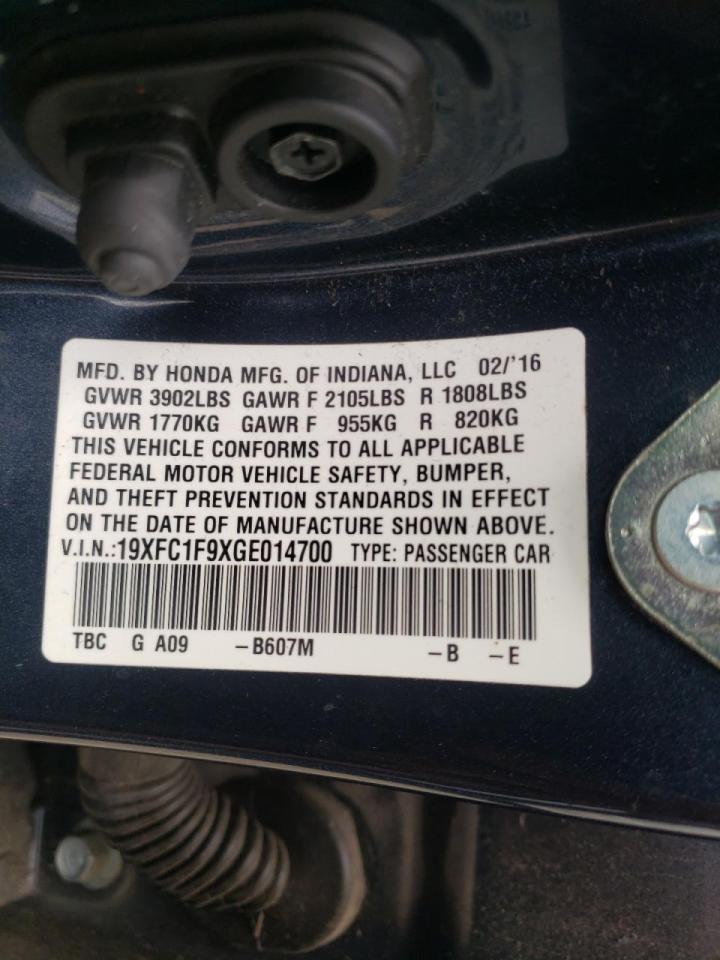 MFD. BY HONDA MFG. OF INDIANA, LLC 02/'16
GVWR 3902LBS GAWR F 2105LBS R 1808LBS
GVWR 1770KG GAWR F 955KG R 820KG
THIS VEHICLE CONFORMS TO ALL APPLICABLE
FEDERAL MOTOR VEHICLE SAFETY, BUMPER,
AND THEFT PREVENTION STANDARDS IN EFFECT
ON THE DATE OF MANUFACTURE SHOWN ABOVE.
V.I.N.:19XFC1F9XGE014700 TYPE: PASSENGER CAR
TBC G A09 –B607M –B –E